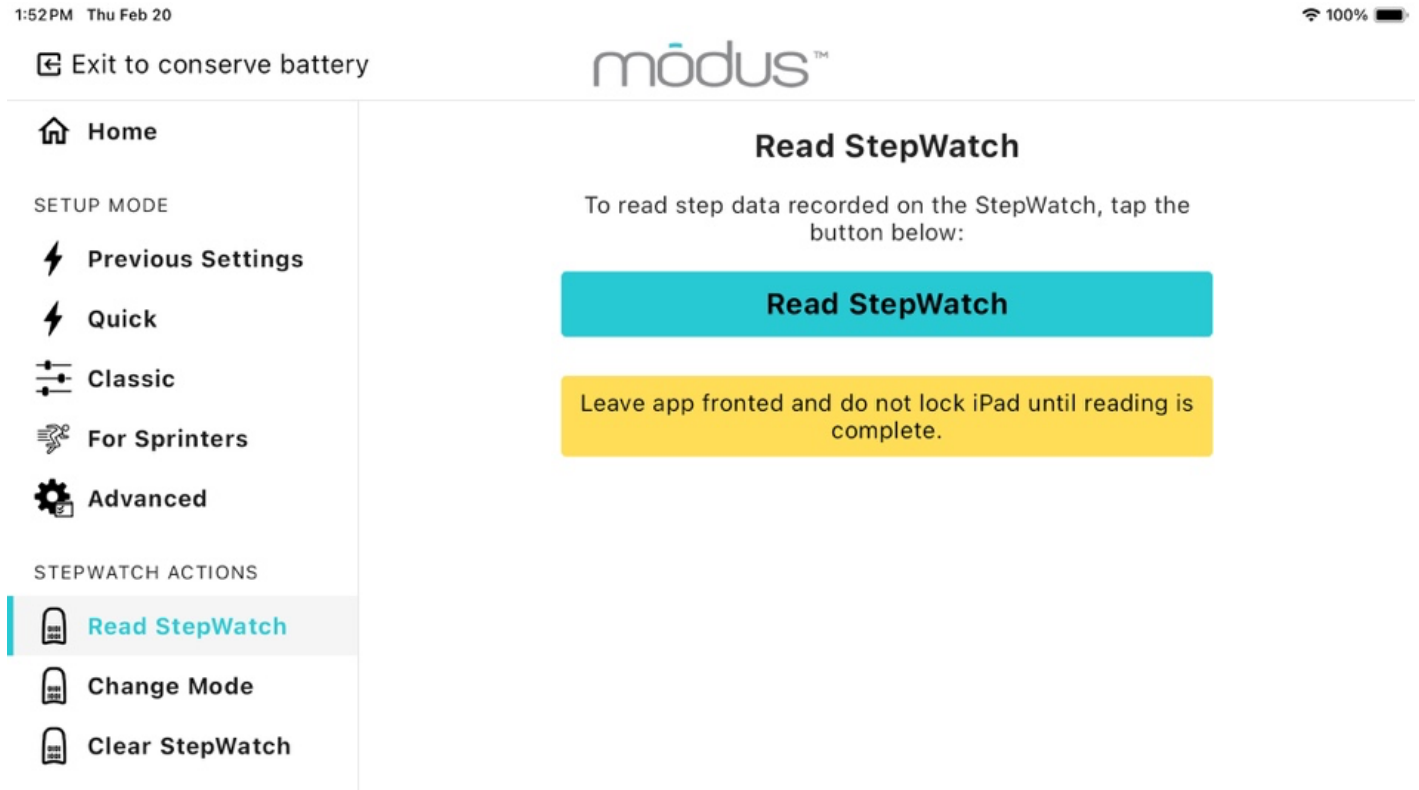 1:52 PM Thu Feb 20
100%
Exit to conserve battery
mōdus™
Home
SETUP MODE
Previous Settings
Quick
Classic
For Sprinters
Advanced
STEPWATCH ACTIONS
Read StepWatch
Change Mode
Clear StepWatch
Read StepWatch
To read step data recorded on the StepWatch, tap the
button below:
Read StepWatch
Leave app fronted and do not lock iPad until reading is
complete.